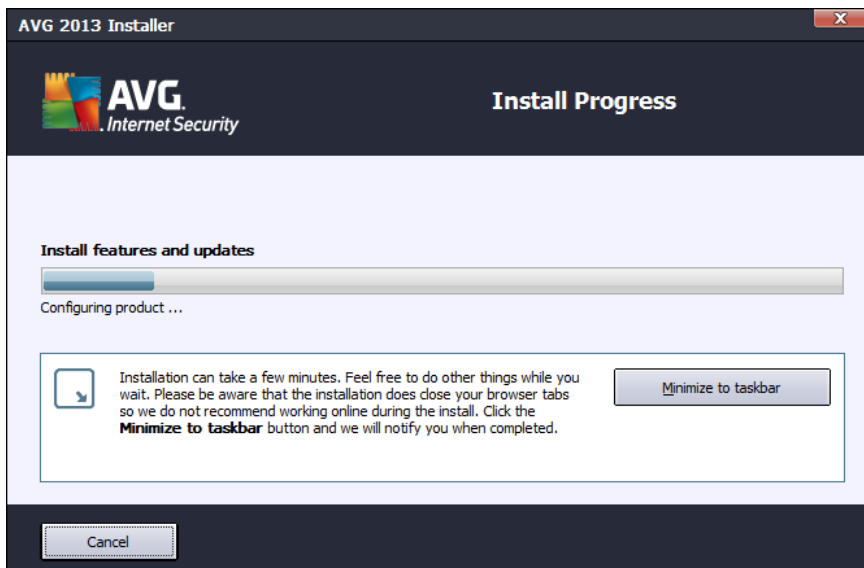 AVG 2013 Installer
X
AVG.
Internet Security
Install Progress
Install features and updates
Configuring product ...
Installation can take a few minutes. Feel free to do other things while you
wait. Please be aware that the installation does close your browser tabs
so we do not recommend working online during the install. Click the
Minimize to taskbar button and we will notify you when completed.
Minimize to taskbar
Cancel